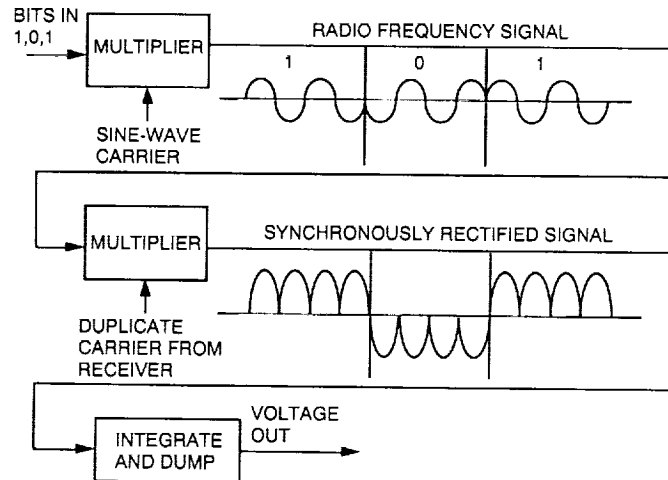 BITS IN
1,0,1
MULTIPLIER
RADIO FREQUENCY SIGNAL
1
0
1
SINE-WAVE
CARRIER
MULTIPLIER
SYNCHRONOUSLY RECTIFIED SIGNAL
DUPLICATE
CARRIER FROM
RECEIVER
VOLTAGE
OUT
INTEGRATE
AND DUMP